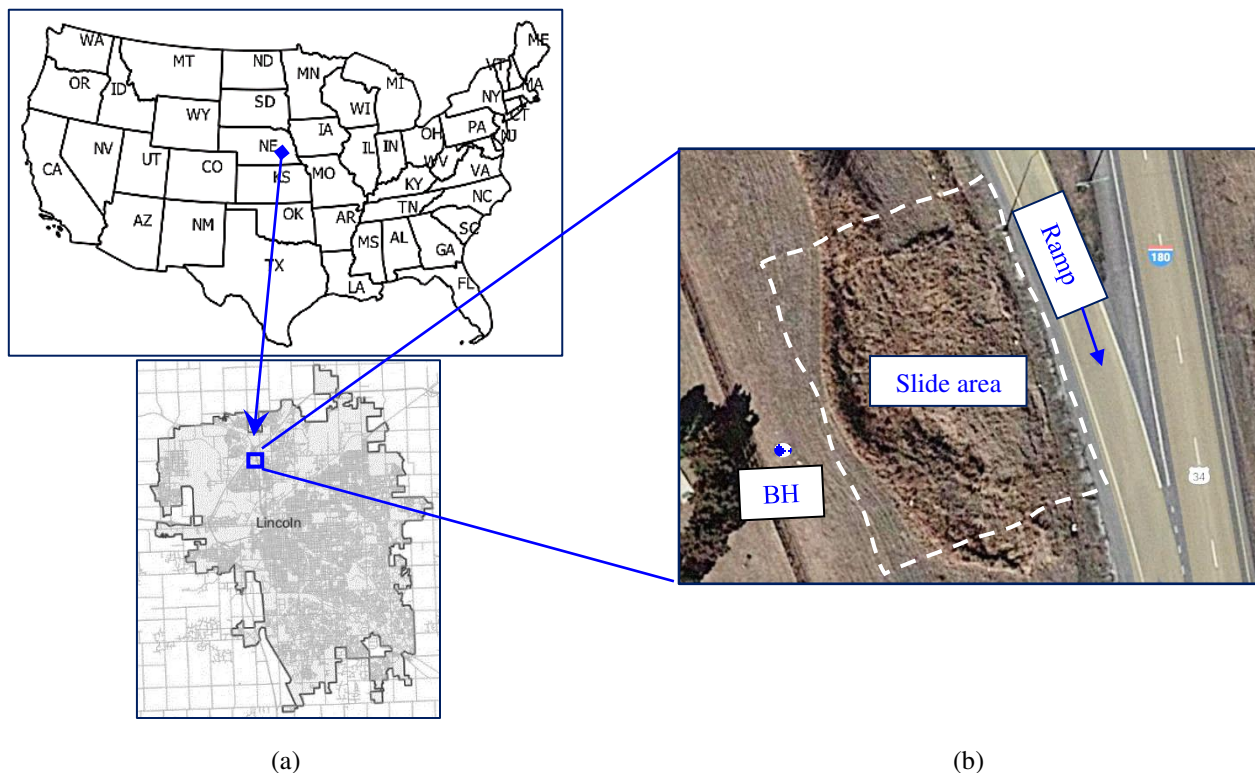 WA
MT
ND
MN
ME
VT
OR
ID
SD
WI
MI
NY
MA
CT
WY
IA
PA
NJ
NE
IL
IN
OH
NV
UT
CO
KS
MO
WV
VA
CA
KY
NC
AZ
NM
OK
AR
TN
SC
MS
AL
GA
TX
LA
FL
Lincoln
Ramp
180
Slide area
34
BH
(a)
(b)